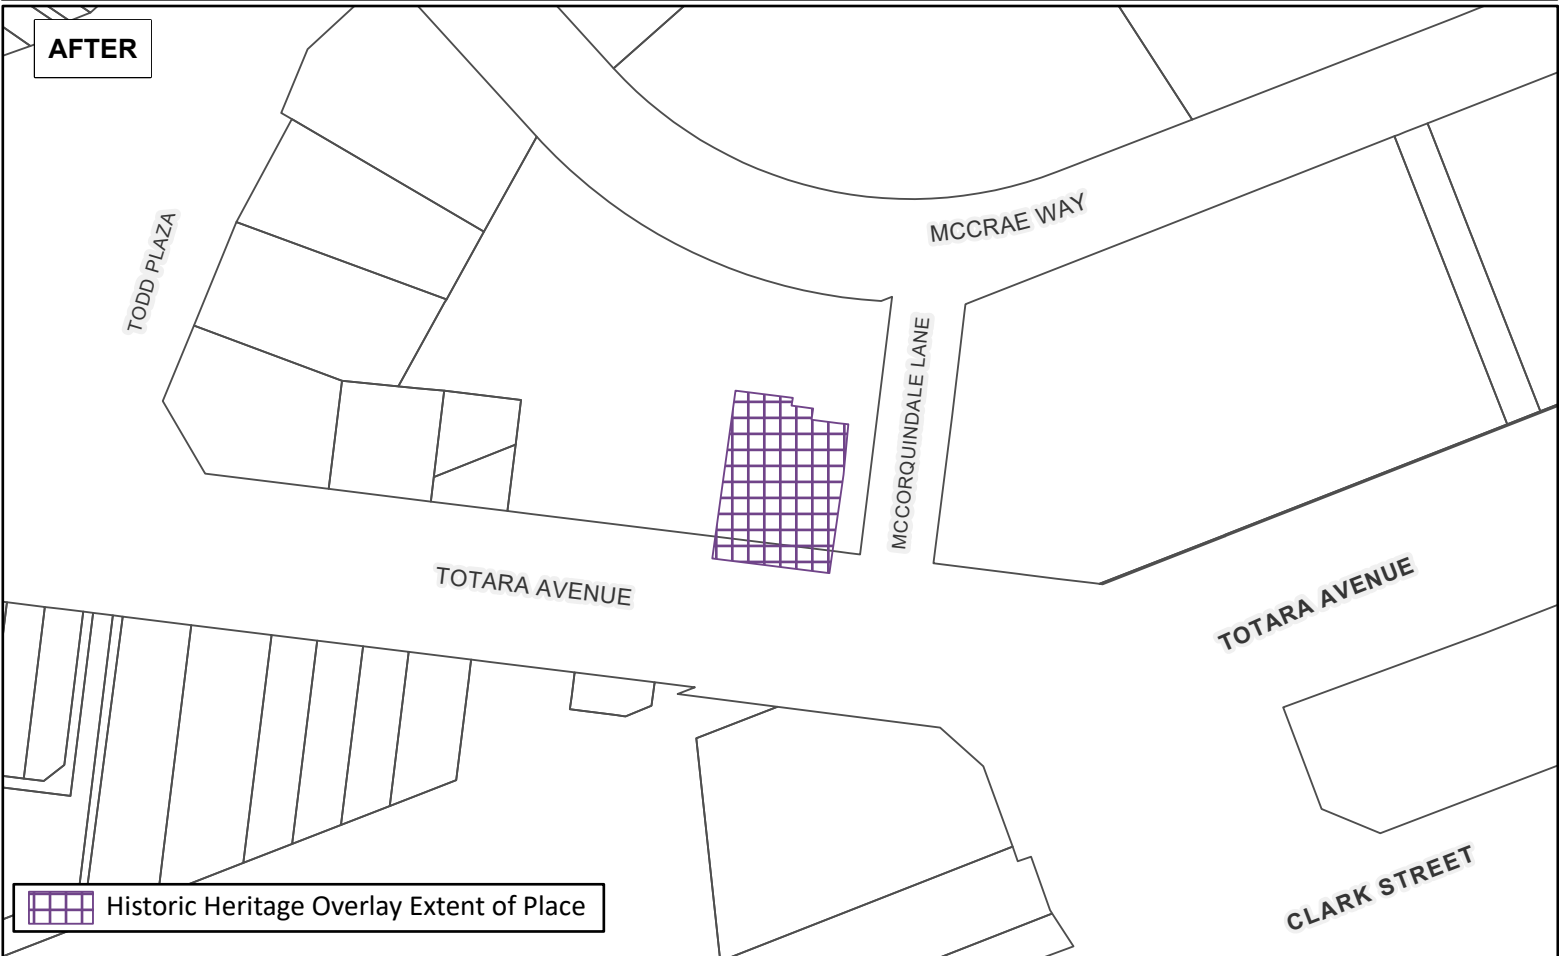 AFTER
MCCRAE WAY
TODD PLAZA
MCCORQUINDALE LANE
TOTARA AVENUE
TOTARA AVENUE
CLARK STREET
Historic Heritage Overlay Extent of Place